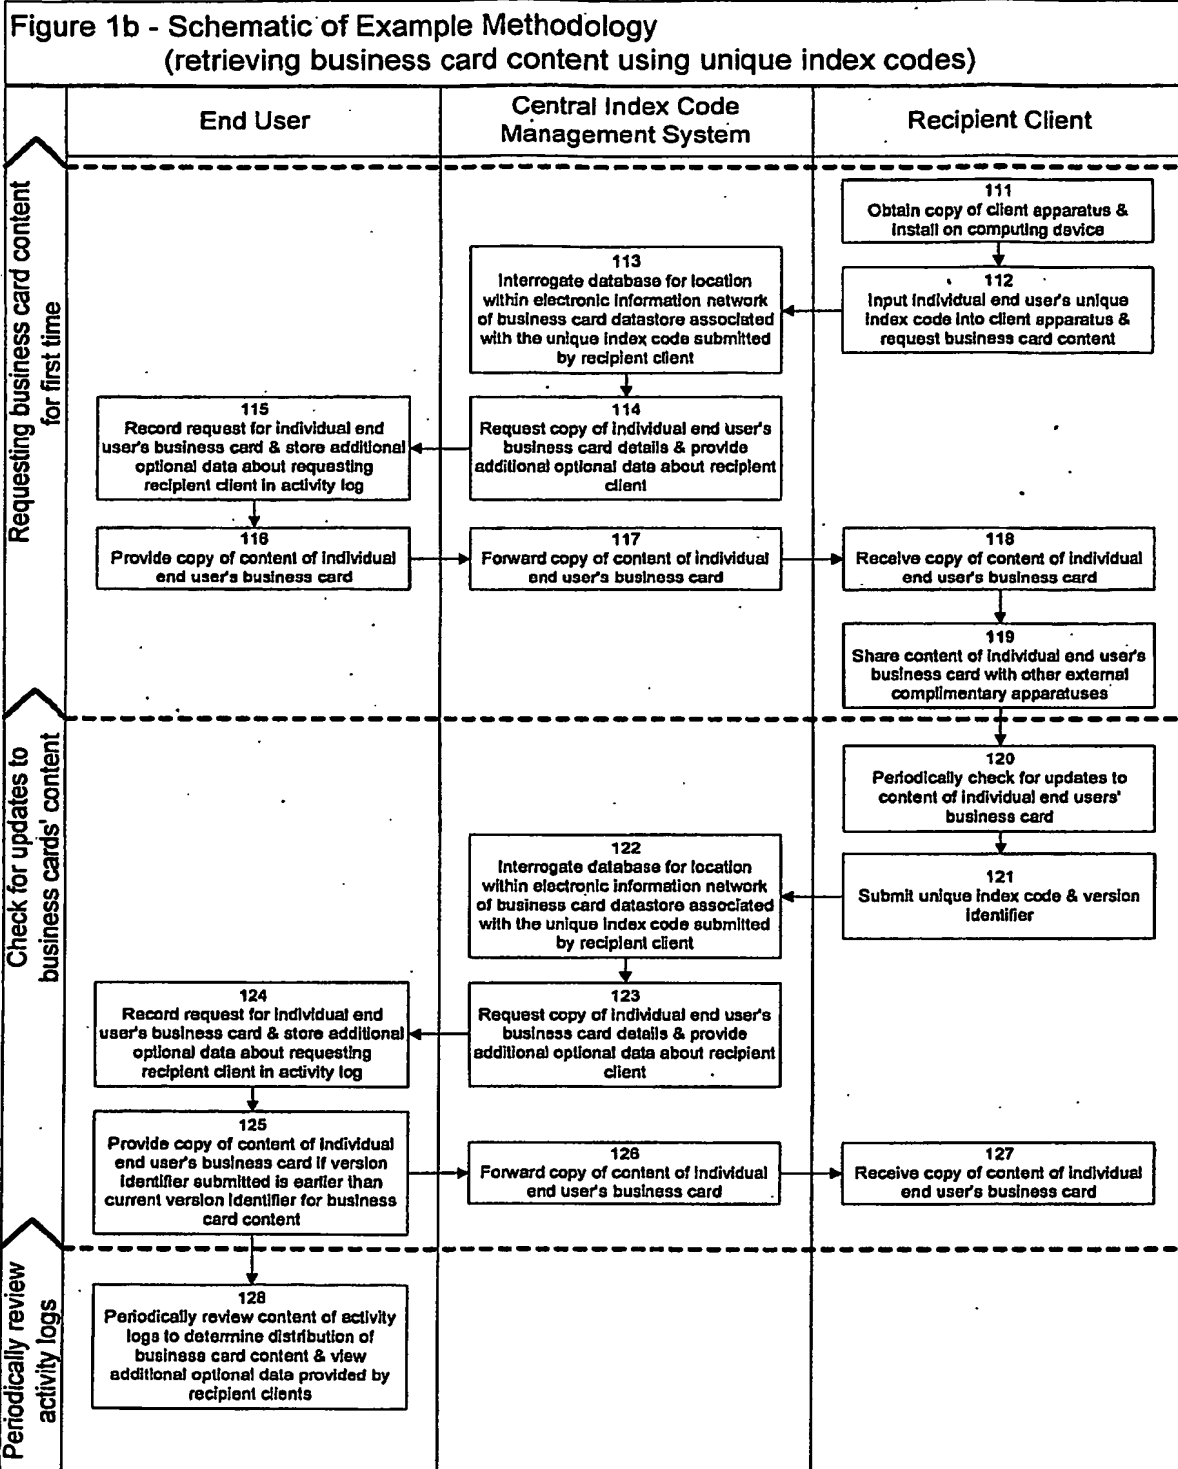 Figure 1b - Schematic of Example Methodology
(retrieving business card content using unique index codes)
End User
Central Index Code
Management System
Recipient Client
Requesting business card content
for first time
111
Obtain copy of client apparatus &
install on computing device
112
Input individual end user's unique
index code into client apparatus &
request business card content
113
Interrogate database for location
within electronic information network
of business card datastore associated
with the unique index code submitted
by recipient client
114
Request copy of individual end user's
business card details & provide
additional optional data about recipient
client
115
Record request for individual end
user's business card & store additional
optional data about requesting
recipient client in activity log
116
Provide copy of content of individual
end user's business card
117
Forward copy of content of individual
end user's business card
118
Receive copy of content of individual
end user's business card
119
Share content of individual end user's
business card with other external
complimentary apparatuses
Check for updates to
business cards' content
120
Periodically check for updates to
content of individual end users'
business card
121
Submit unique index code & version
identifier
122
Interrogate database for location
within electronic information network
of business card datastore associated
with the unique index code submitted
by recipient client
123
Request copy of individual end user's
business card details & provide
additional optional data about recipient
client
124
Record request for individual end
user's business card & store additional
optional data about requesting
recipient client in activity log
125
Provide copy of content of individual
end user's business card if version
identifier submitted is earlier than
current version identifier for business
card content
126
Forward copy of content of individual
end user's business card
127
Receive copy of content of individual
end user's business card
Periodically review
activity logs
128
Periodically review content of activity
logs to determine distribution of
business card content & view
additional optional data provided by
recipient clients